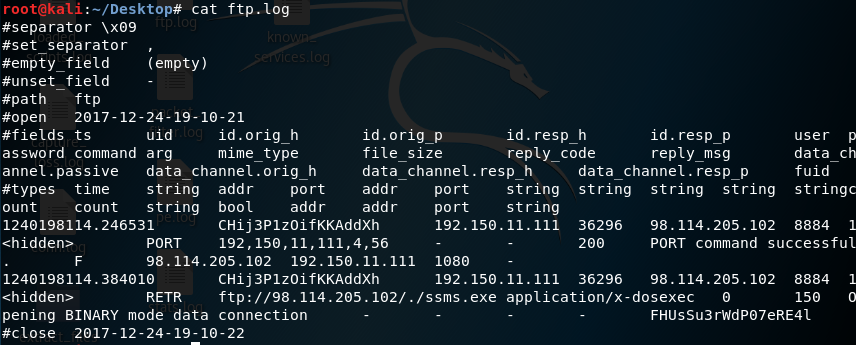 root@kali:~/Desktop# cat ftp.log
#separator \x09
#set_separator ,
#empty_field (empty)
#unset_field -
#path ftp
#open 2017-12-24-19-10-21
#fields ts uid id.orig_h id.orig_p id.resp_h id.resp_p user p
assword command arg mime_type file_size reply_code reply_msg data_ch
annel.passive data_channel.orig_h data_channel.resp_h data_channel.resp_p fuid
#types time string addr port addr port string string string string stringc
ount count string bool addr addr port string
1240198114.246531 CHij3P1zOifKKAddXh 192.150.11.111 36296 98.114.205.102 8884 1
<hidden> PORT 192,150,11,111,4,56 - - 200 PORT command successful
. F 98.114.205.102 192.150.11.111 1080 -
1240198114.384010 CHij3P1zOifKKAddXh 192.150.11.111 36296 98.114.205.102 8884 1
<hidden> RETR ftp://98.114.205.102/./ssms.exe application/x-dosexec 0 150 O
pening BINARY mode data connection - - - - FHUsSu3rWdP07eRE4l
#close 2017-12-24-19-10-22
ftp.log
known_
services.log